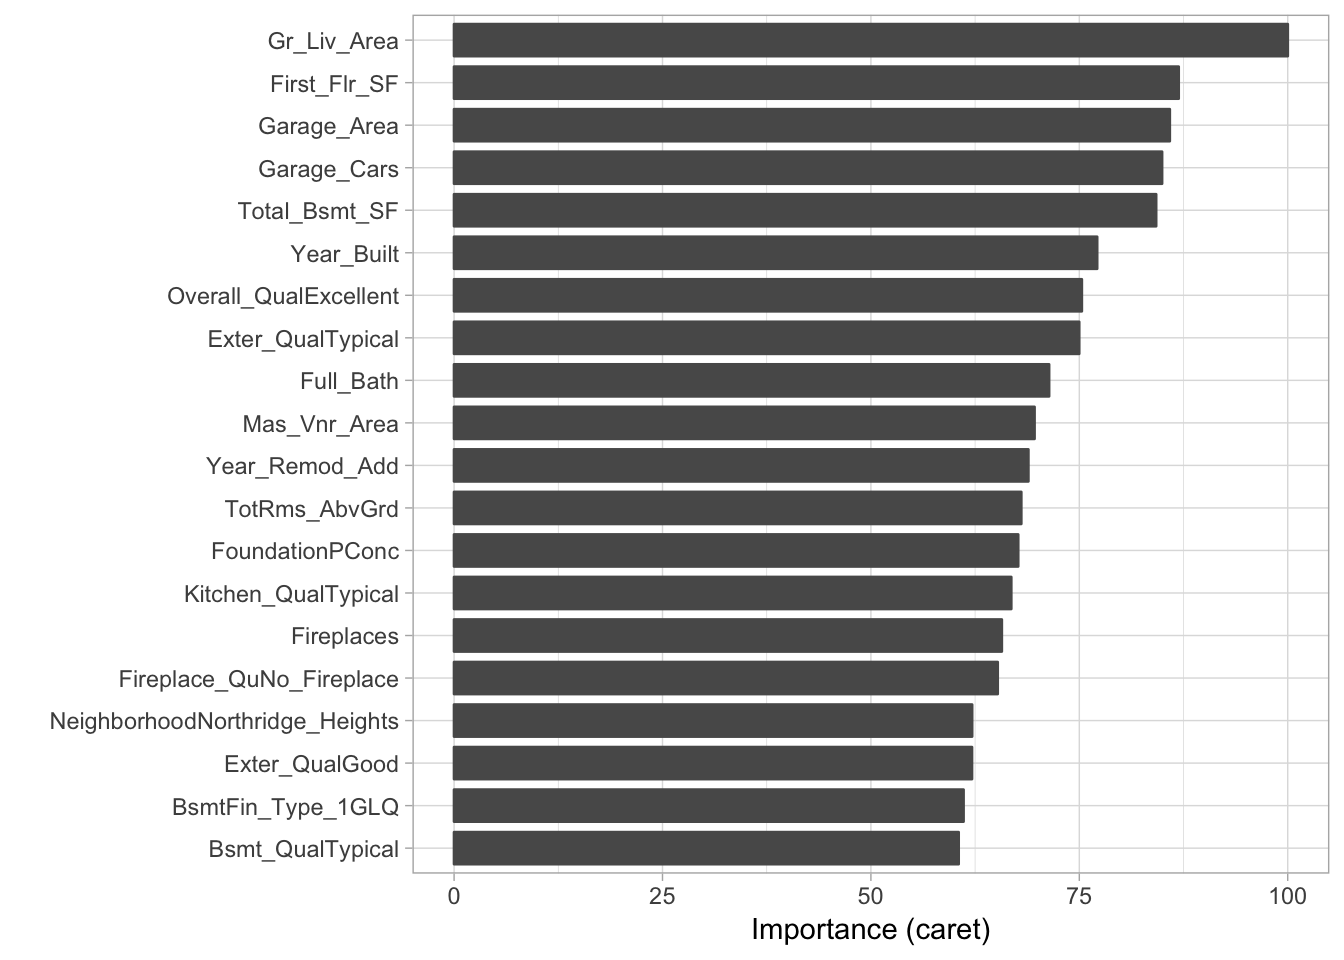 Gr_Liv_Area
First_Flr_SF
Garage_Area
Garage_Cars
Total_Bsmt_SF
Year_Built
Overall_QualExcellent
Exter_QualTypical
Full_Bath
Mas_Vnr_Area
Year_Remod_Add
TotRms_AbvGrd
FoundationPConc
Kitchen_QualTypical
Fireplaces
Fireplace_QuNo_Fireplace
NeighborhoodNorthridge_Heights
Exter_QualGood
BsmtFin_Type_1GLQ
Bsmt_QualTypical
0 25 50 75 100
Importance (caret)